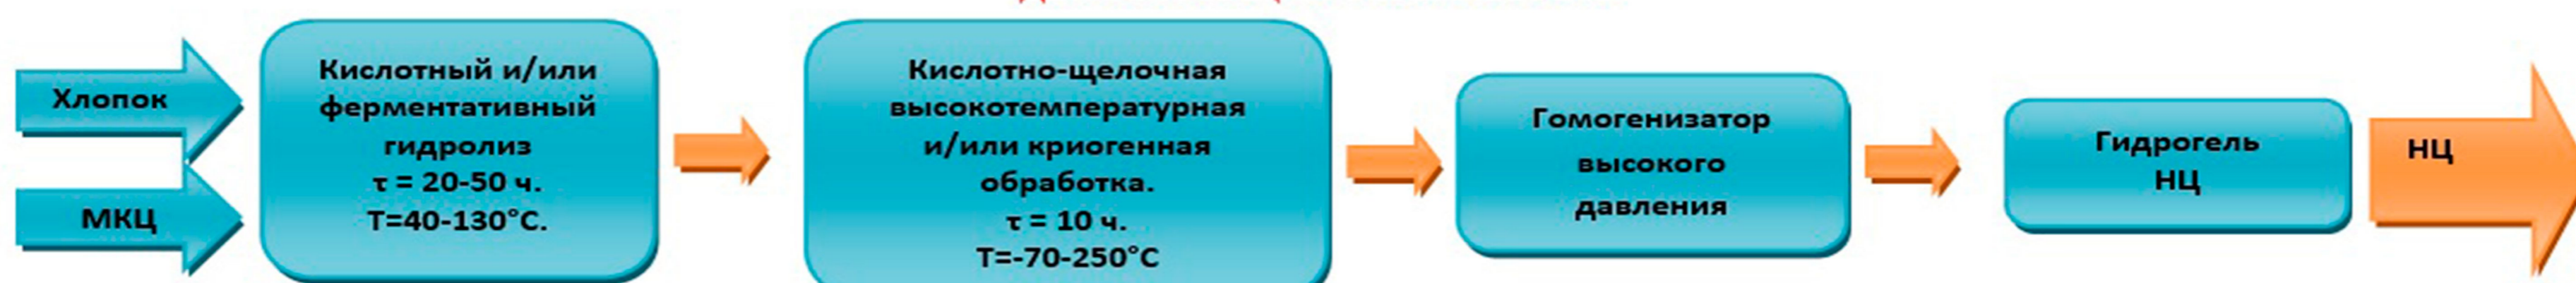 Хлопок
МКЦ
Кислотный и/или
ферментативный
гидролиз
τ = 20-50 ч.
Т=40-130°С.
Кислотно-щелочная
высокотемпературная
и/или криогенная
обработка.
τ = 10 ч.
Т=-70-250°С
Гомогенизатор
высокого
давления
Гидрогель
НЦ
НЦ